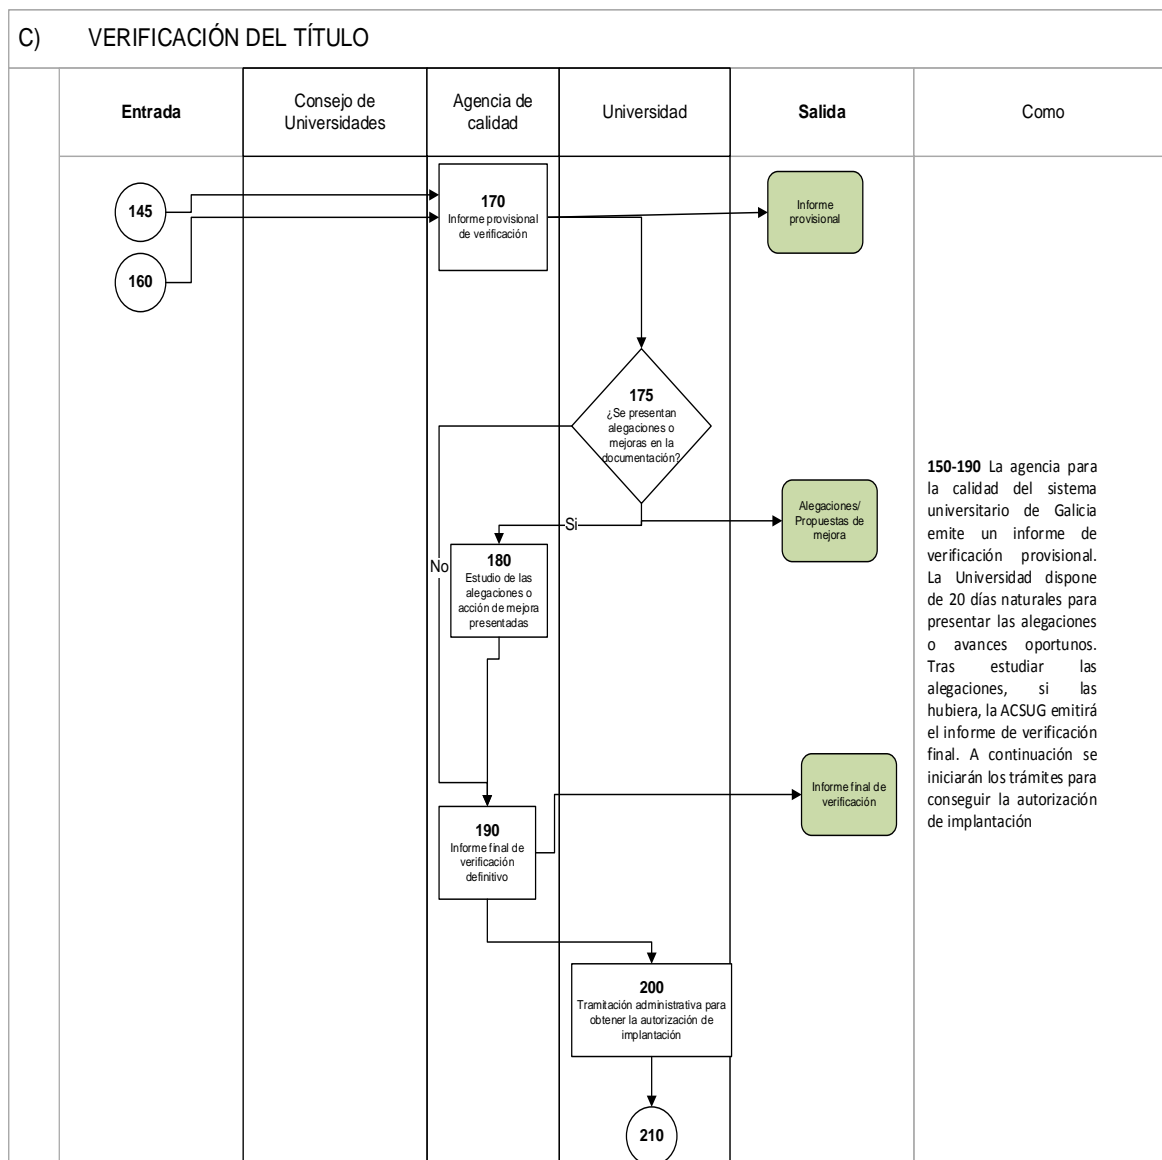 C) VERIFICACIÓN DEL TÍTULO
Entrada
Consejo de
Universidades
Agencia de
calidad
Universidad
Salida
Como
145
160
170
Informe provisional
de verificación
Informe
provisional
175
¿Se presentan
alegaciones o
mejoras en la
documentación?
Si
No
Alegaciones/
Propuestas de
mejora
180
Estudio de las
alegaciones o
acción de mejora
presentadas
150-190 La agencia para
la calidad del sistema
universitario de Galicia
emite un informe de
verificación provisional.
La Universidad dispone
de 20 días naturales para
presentar las alegaciones
o avances oportunos.
Tras estudiar las
alegaciones, si las
hubiera, la ACSUG emitirá
el informe de verificación
final. A continuación se
iniciarán los trámites para
conseguir la autorización
de implantación
Informe final de
verificación
190
Informe final de
verificación
definitivo
200
Tramitación administrativa para
obtener la autorización de
implantación
210